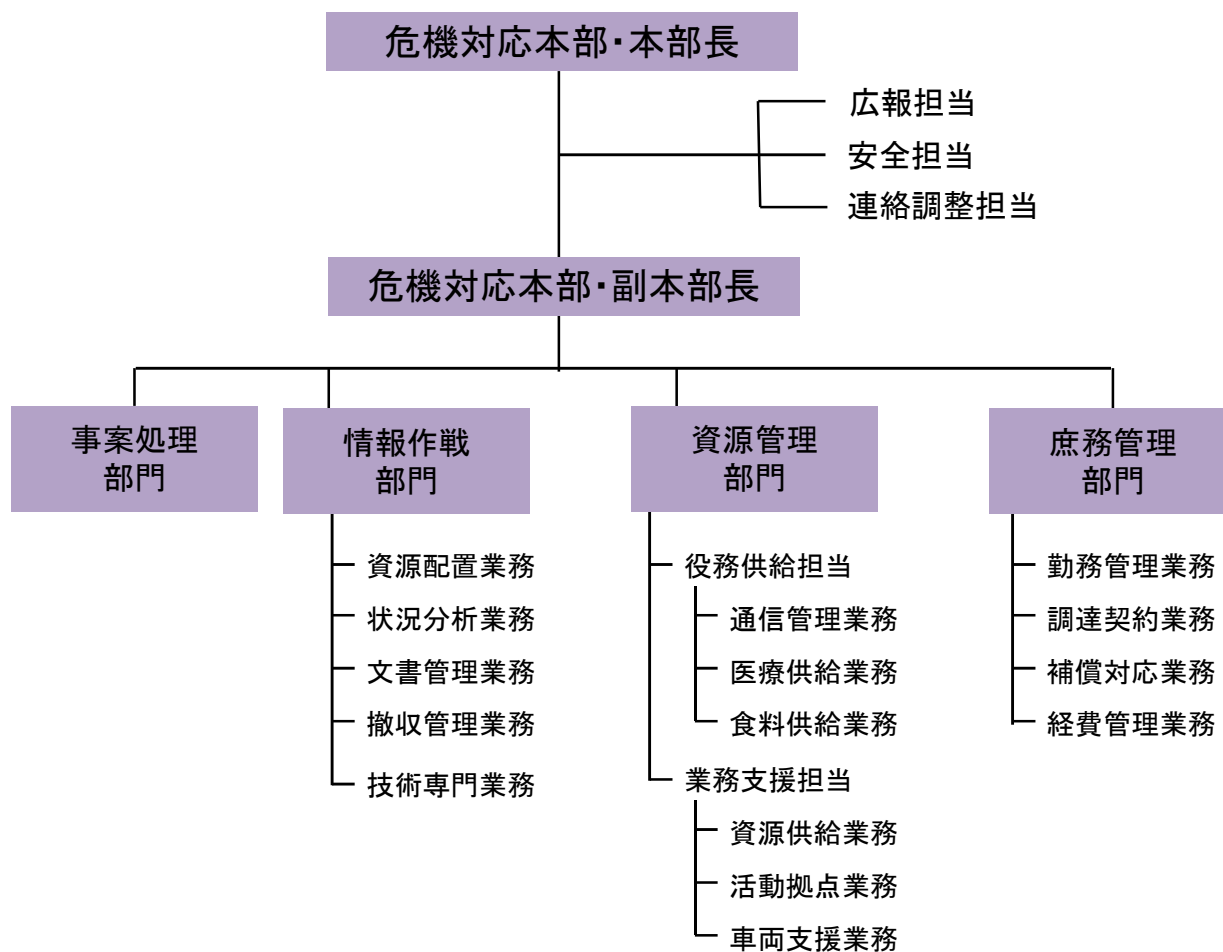 危機対応本部・本部長
広報担当
安全担当
連絡調整担当
危機対応本部・副本部長
事案処理
部門
情報作戦
部門
資源配置業務
状況分析業務
文書管理業務
撤収管理業務
技術専門業務
資源管理
部門
役務供給担当
通信管理業務
医療供給業務
食料供給業務
業務支援担当
資源供給業務
活動拠点業務
車両支援業務
庶務管理
部門
勤務管理業務
調達契約業務
補償対応業務
経費管理業務